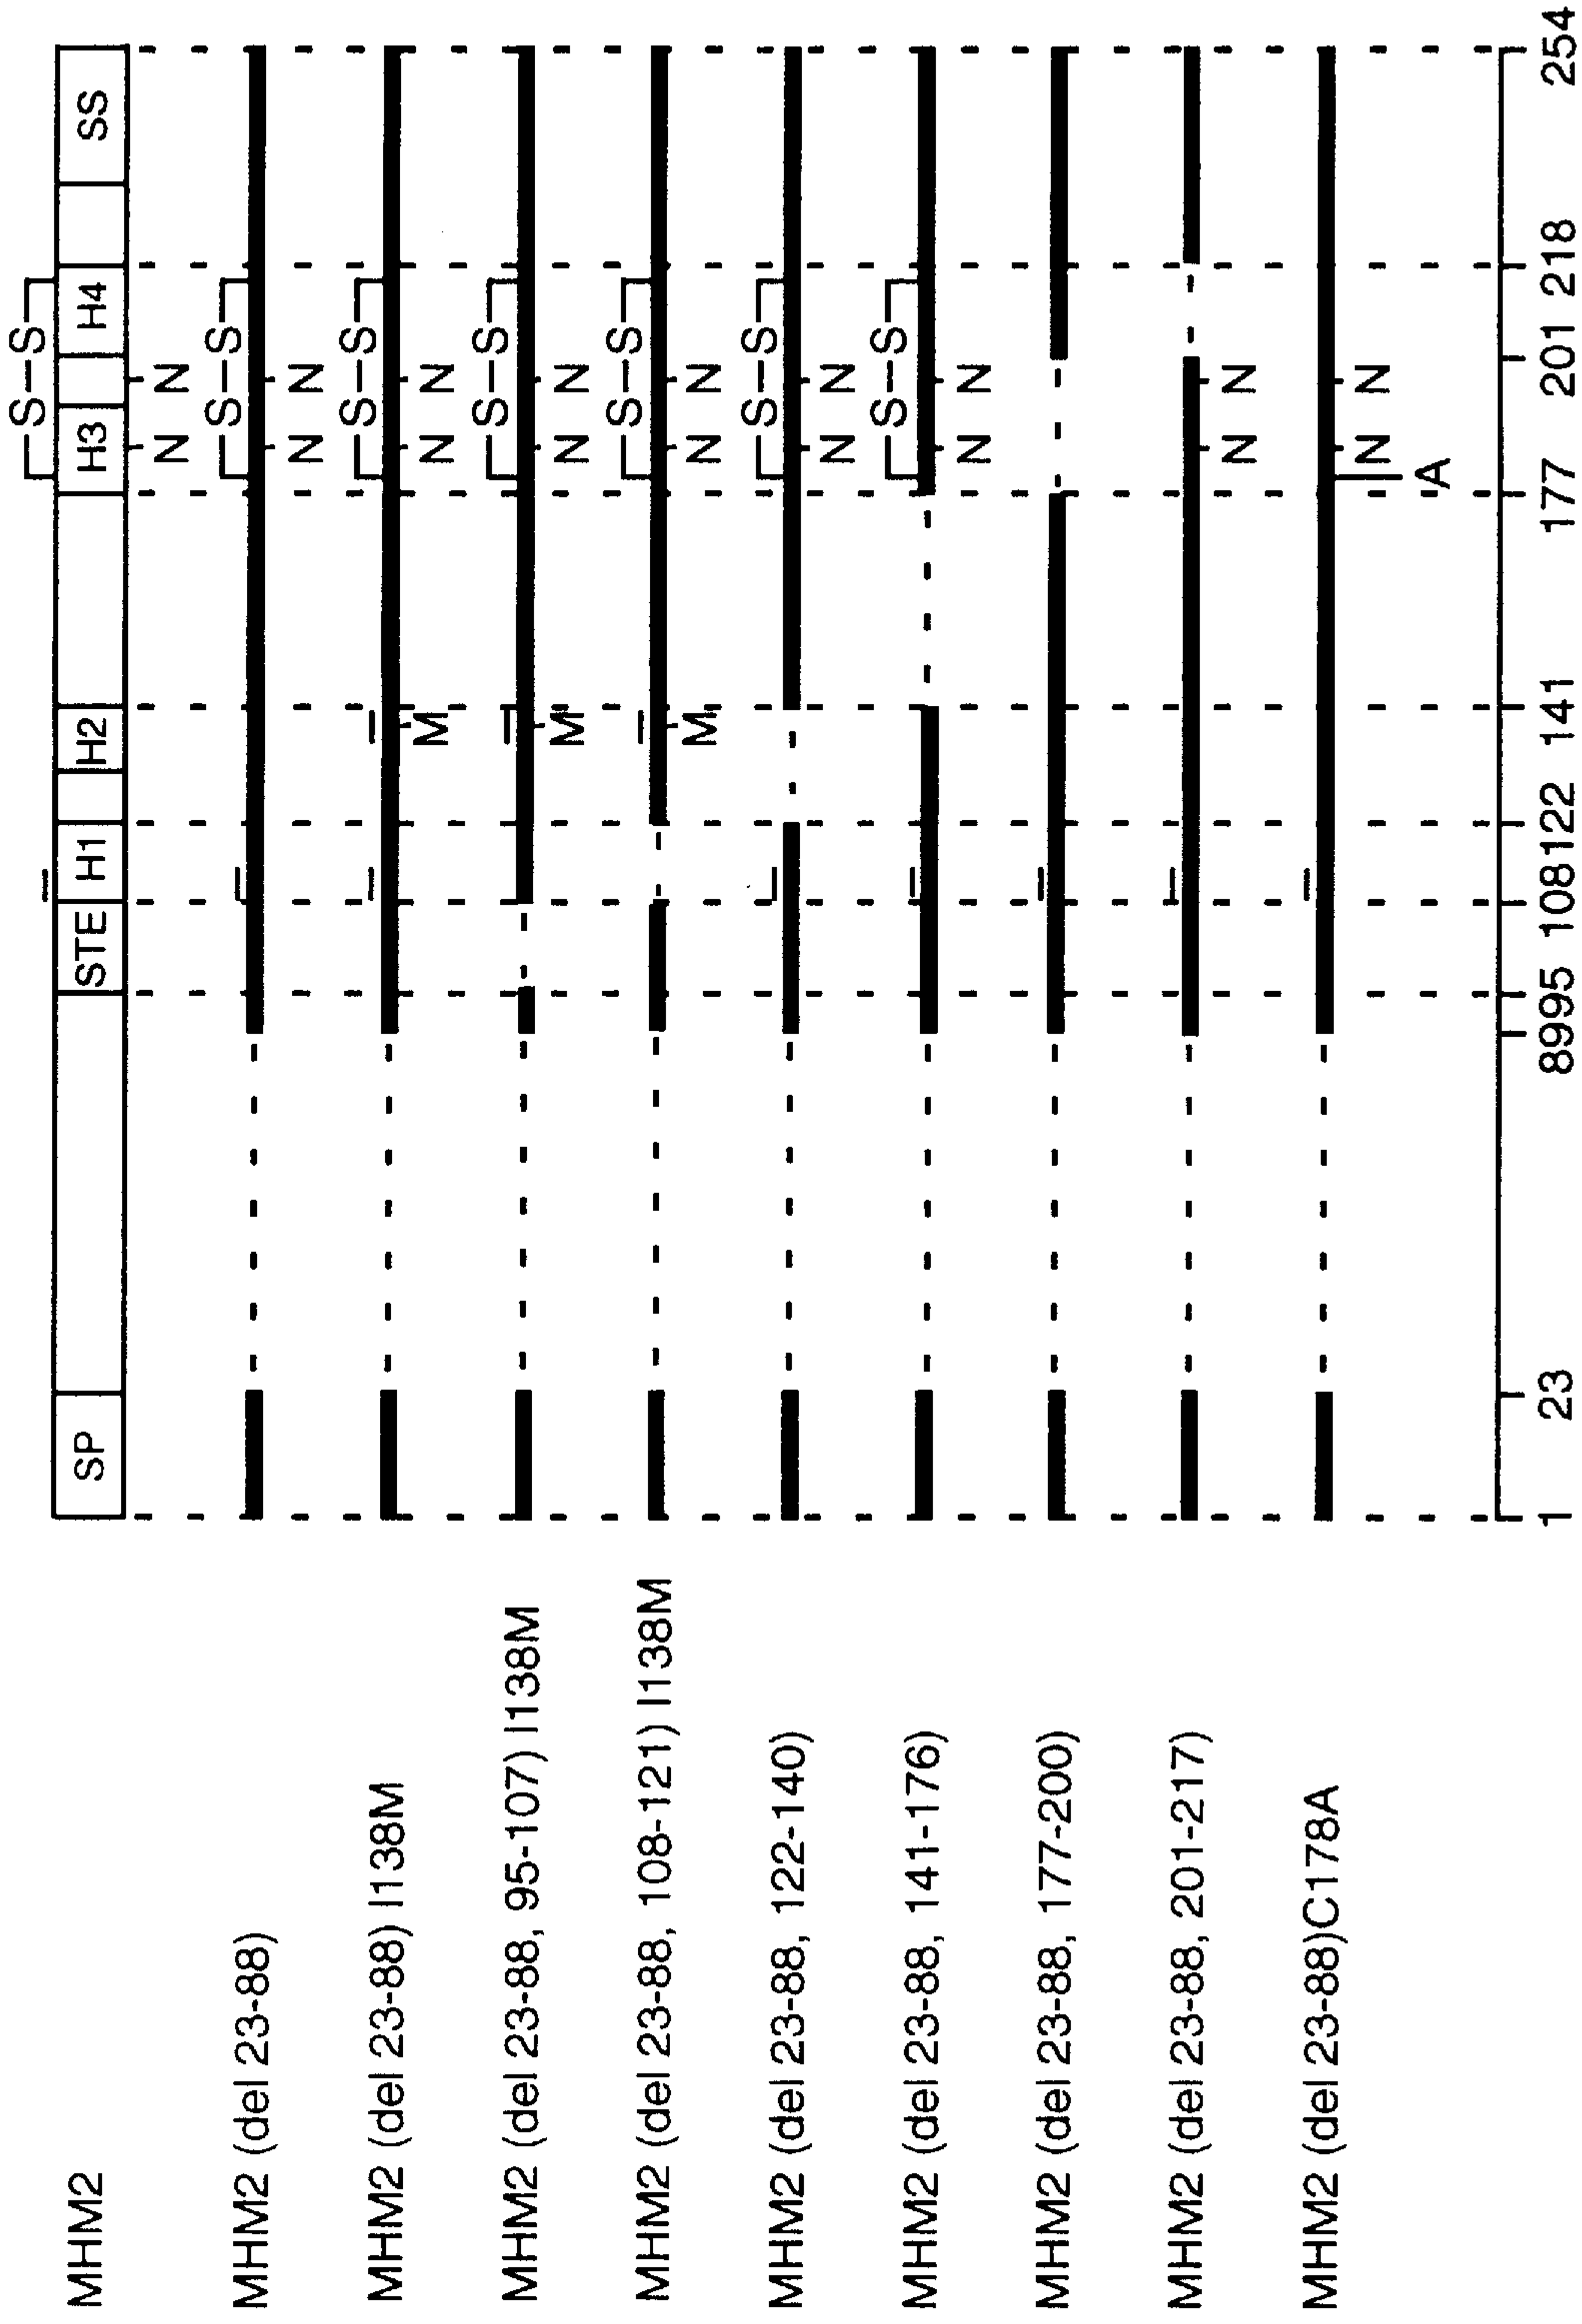 MHM2 SP STE H1 H2 H3 H4 SS
S-S
N N
MHM2 (del 23-88)
S-S
N N
MHM2 (del 23-88) I138M
S-S
M N N
MHM2 (del 23-88, 95-107) I138M
S-S
M N N
MHM2 (del 23-88, 108-121) I138M
S-S
M N N
MHM2 (del 23-88, 122-140)
S-S
N N
MHM2 (del 23-88, 141-176)
S-S
N N
MHM2 (del 23-88, 177-200)
MHM2 (del 23-88, 201-217)
N N
MHM2 (del 23-88)C178A
N N
A
1 23 89 95 108 122 141 177 201 218 254